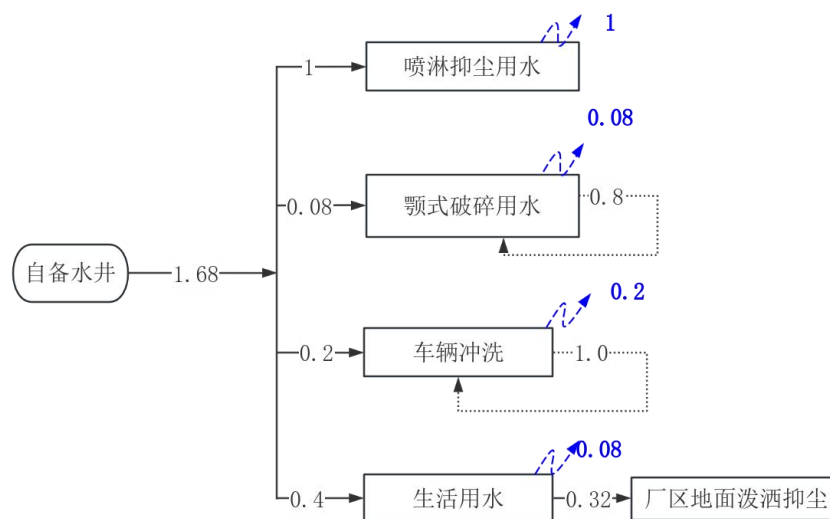 1
1
喷淋抑尘用水
0.08
0.08
颚式破碎用水
0.8
自备水井
1.68
0.2
0.2
车辆冲洗
1.0
0.08
0.4
生活用水
0.32
厂区地面泼洒抑尘